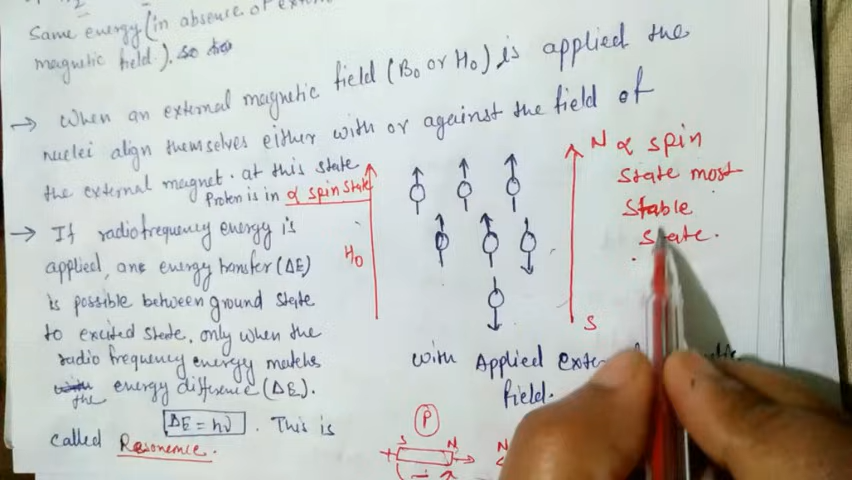 Same energy (in absence of
magnetic field).
→ When an external magnetic field (B0 or H0), is applied the
nuclei align themselves either with or against the field of
the external magnet. at this state
Proten is in α spin state
→ If radiofrequency energy is
applied, an energy transfer (ΔE)
is possible between ground state
to excited state, only when the
radio frequency energy matches
the energy difference (ΔE).
ΔE = hν . This is
called Resonence.
H0
N
S
α spin
State most
Stable
State.
with Applied
field.
P
S
N
N